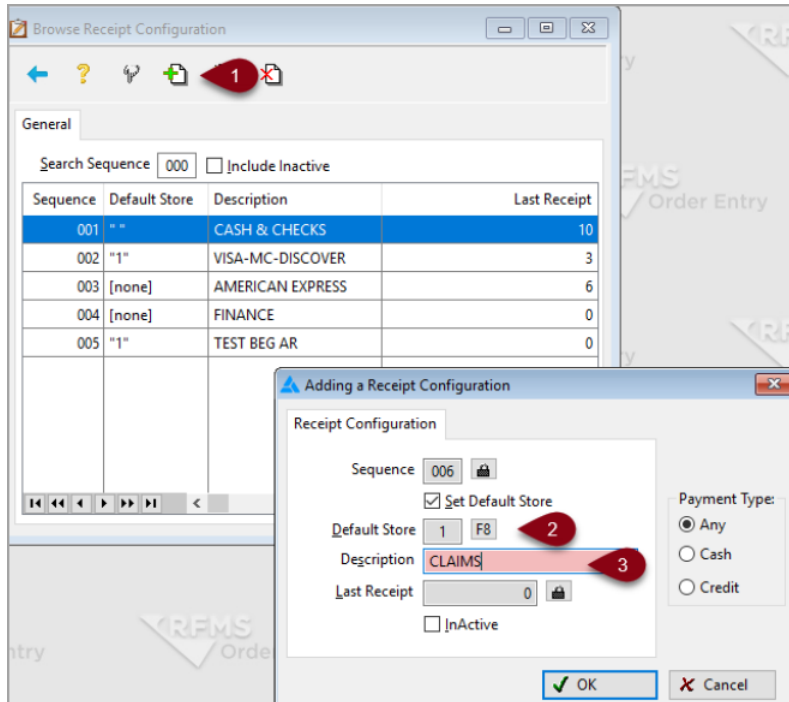 Browse Receipt Configuration
1
General
Search Sequence 000 Include Inactive
Sequence Default Store Description Last Receipt
001 " " CASH & CHECKS 10
002 "1" VISA-MC-DISCOVER 3
003 [none] AMERICAN EXPRESS 6
004 [none] FINANCE 0
005 "1" TEST BEG AR 0
Adding a Receipt Configuration
Receipt Configuration
Sequence 006
Set Default Store
Default Store 1 F8 2
Description CLAIMS 3
Last Receipt 0
InActive
Payment Type:
Any
Cash
Credit
OK Cancel
RFMS
Order Entry
RFMS